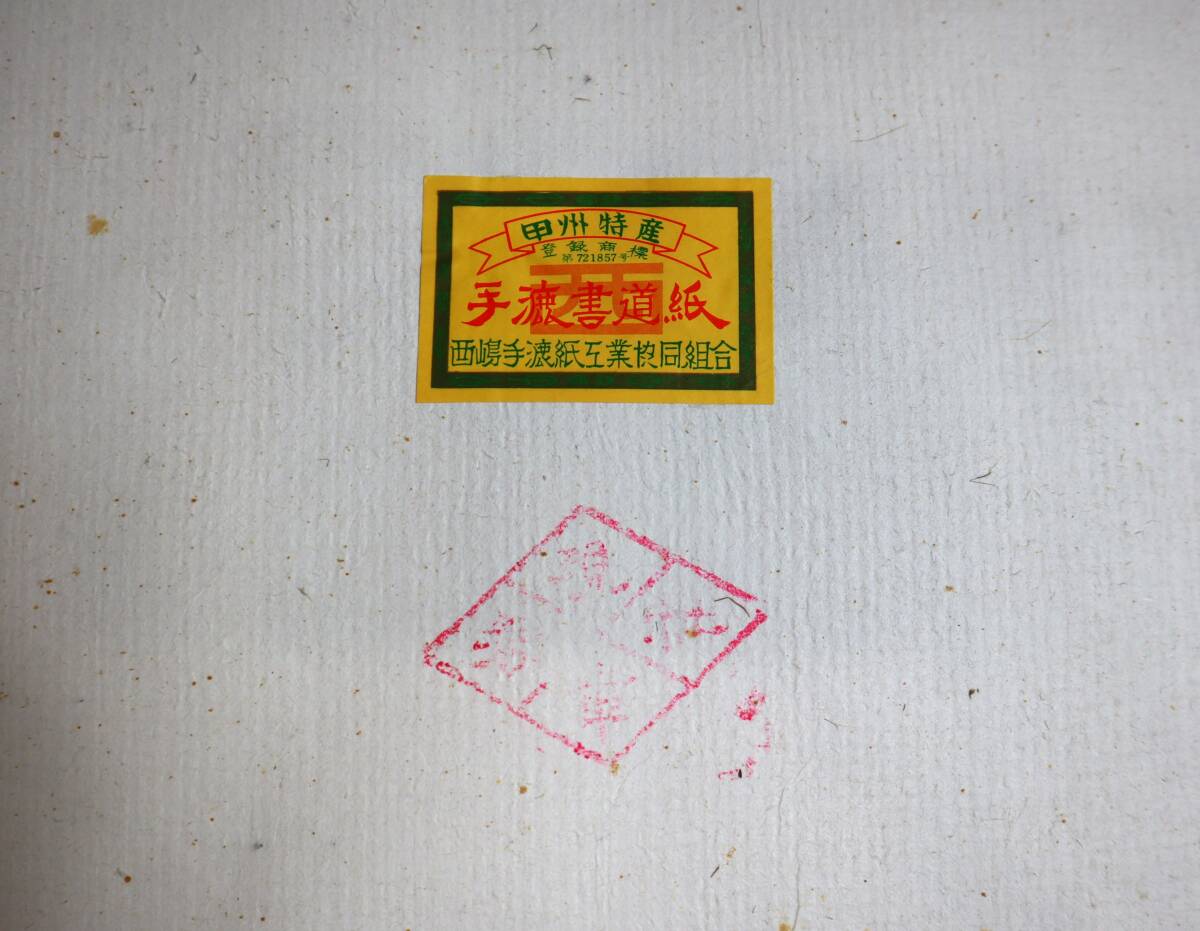 甲州特産
登録商標
第721857号
手漉書道紙
西嶋手漉紙工業協同組合